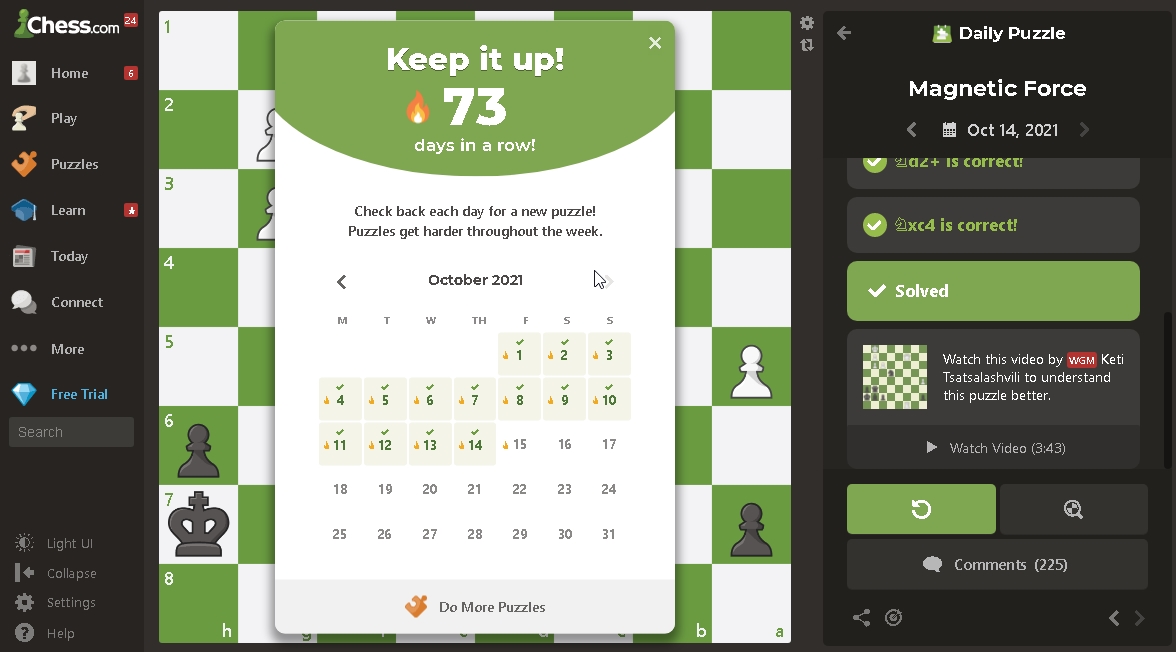 Chess.com 24
Home 6
Play
Puzzles
Learn
Today
Connect
More
Free Trial
Search
Light UI
Collapse
Settings
Help
1
2
3
4
5
6
7
8
h
b
a
Keep it up!
73
days in a row!
Check back each day for a new puzzle!
Puzzles get harder throughout the week.
October 2021
M T W TH F S S
1 2 3
4 5 6 7 8 9 10
11 12 13 14 15 16 17
18 19 20 21 22 23 24
25 26 27 28 29 30 31
Do More Puzzles
Daily Puzzle
Magnetic Force
Oct 14, 2021
♘d2+ is correct!
♘xc4 is correct!
Solved
Watch this video by WGM Keti
Tsatsalashvili to understand
this puzzle better.
Watch Video (3:43)
Comments (225)